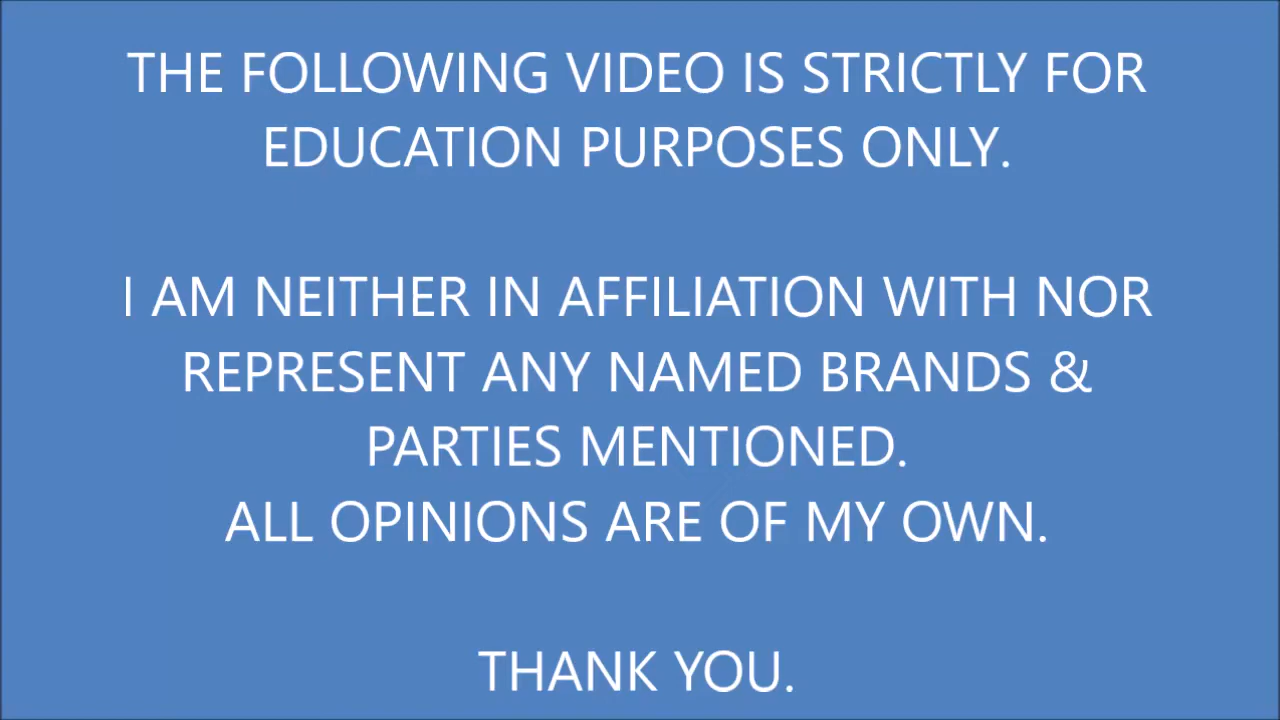 THE FOLLOWING VIDEO IS STRICTLY FOR
EDUCATION PURPOSES ONLY.
I AM NEITHER IN AFFILIATION WITH NOR
REPRESENT ANY NAMED BRANDS &
PARTIES MENTIONED.
ALL OPINIONS ARE OF MY OWN.
THANK YOU.